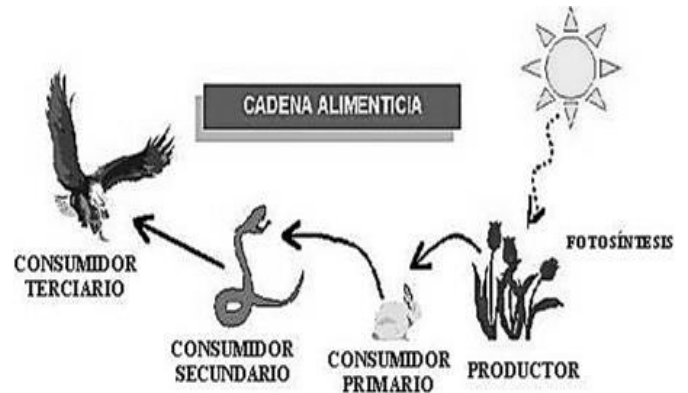 CADENA ALIMENTICIA
FOTOSÍNTESIS
CONSUMIDOR
TERCIARIO
CONSUMIDOR
SECUNDARIO
CONSUMIDOR
PRIMARIO
PRODUCTOR